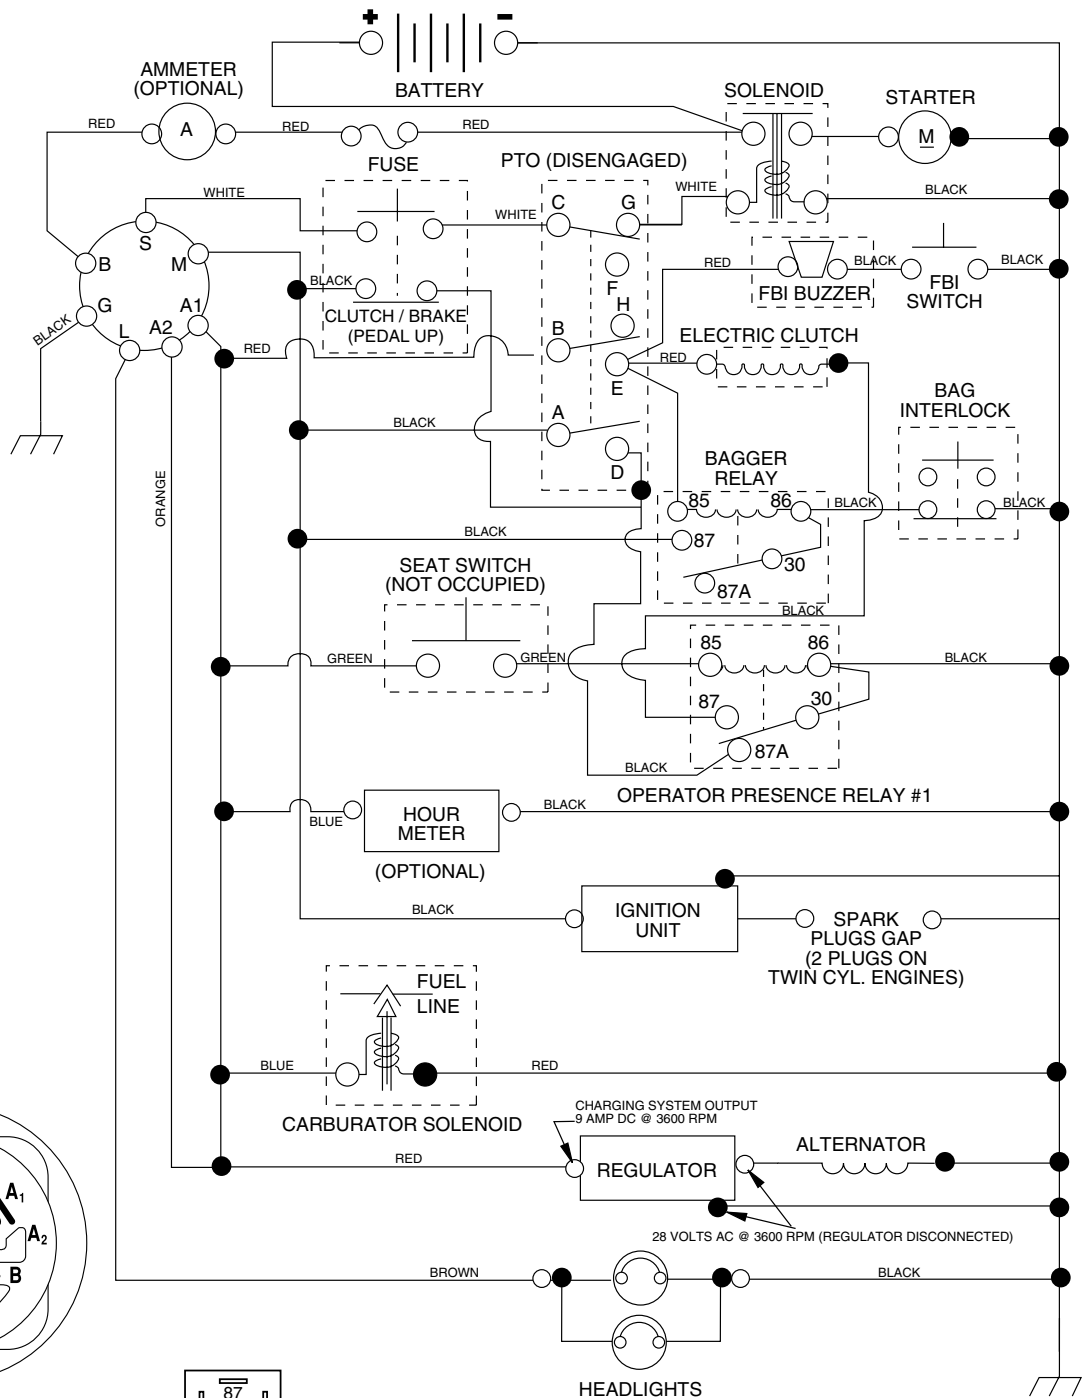 + -
BATTERY
AMMETER
(OPTIONAL)
SOLENOID
STARTER
RED
A
RED
RED
M
FUSE
PTO (DISENGAGED)
WHITE
WHITE
C
G
WHITE
BLACK
S
B
M
BLACK
F
RED
BLACK
BLACK
FBI BUZZER
FBI
SWITCH
G
L
A2
A1
BLACK
CLUTCH / BRAKE
(PEDAL UP)
H
B
RED
ELECTRIC CLUTCH
RED
E
BAG
INTERLOCK
A
BLACK
D
BAGGER
RELAY
ORANGE
85
86
BLACK
BLACK
BLACK
87
30
87A
SEAT SWITCH
(NOT OCCUPIED)
BLACK
GREEN
GREEN
85
86
BLACK
87
30
87A
BLACK
OPERATOR PRESENCE RELAY #1
BLUE
HOUR
METER
BLACK
(OPTIONAL)
BLACK
IGNITION
UNIT
SPARK
PLUGS GAP
(2 PLUGS ON
TWIN CYL. ENGINES)
FUEL
LINE
BLUE
RED
CARBURATOR SOLENOID
CHARGING SYSTEM OUTPUT
9 AMP DC @ 3600 RPM
RED
REGULATOR
ALTERNATOR
28 VOLTS AC @ 3600 RPM (REGULATOR DISCONNECTED)
A1
A2
B
BROWN
BLACK
HEADLIGHTS
87